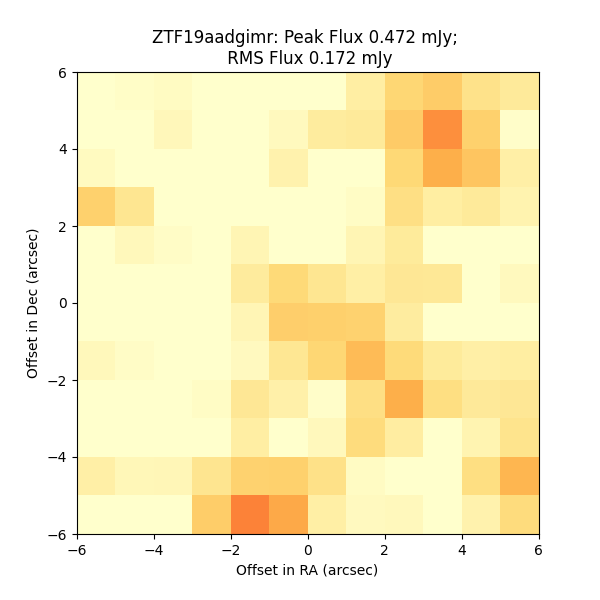 ZTF19aadgimr: Peak Flux 0.472 mJy;
RMS Flux 0.172 mJy
6
4
2
0
−2
−4
−6
Offset in Dec (arcsec)
−6 −4 −2 0 2 4 6
Offset in RA (arcsec)